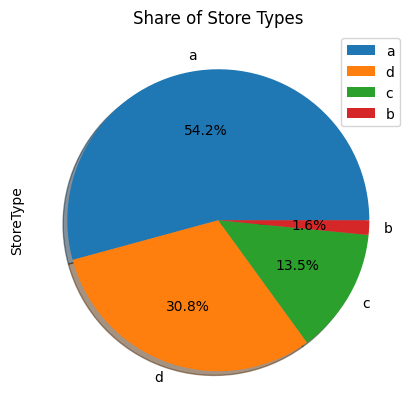 Share of Store Types
a
d
c
b
a
54.2%
StoreType
1.6%
b
13.5%
30.8%
c
d